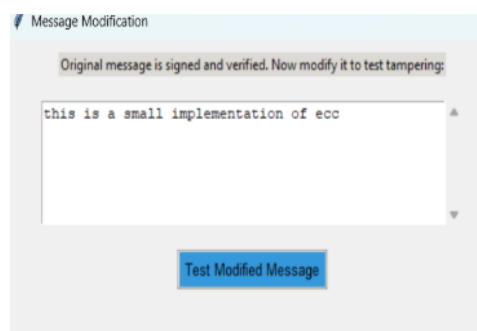 Message Modification
Original message is signed and verified. Now modify it to test tampering:
this is a small implementation of ecc
Test Modified Message